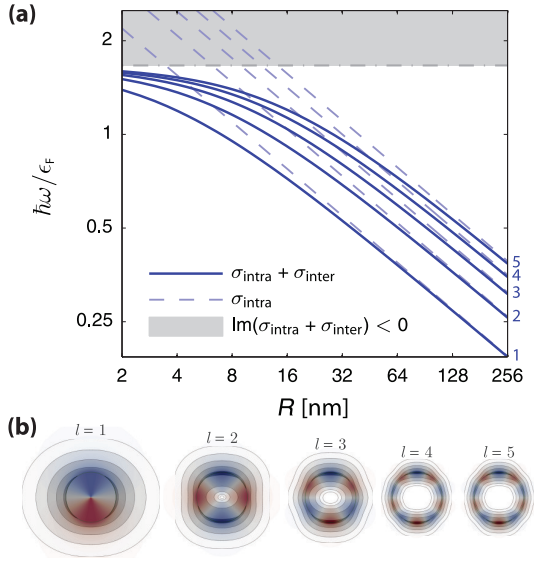 (a)
2
1
0.5
0.25
ħω/ϵF
σintra + σinter
σintra
Im(σintra + σinter) < 0
5
4
3
2
1
2 4 8 16 32 64 128 256
R [nm]
(b)
l = 1 l = 2 l = 3 l = 4 l = 5